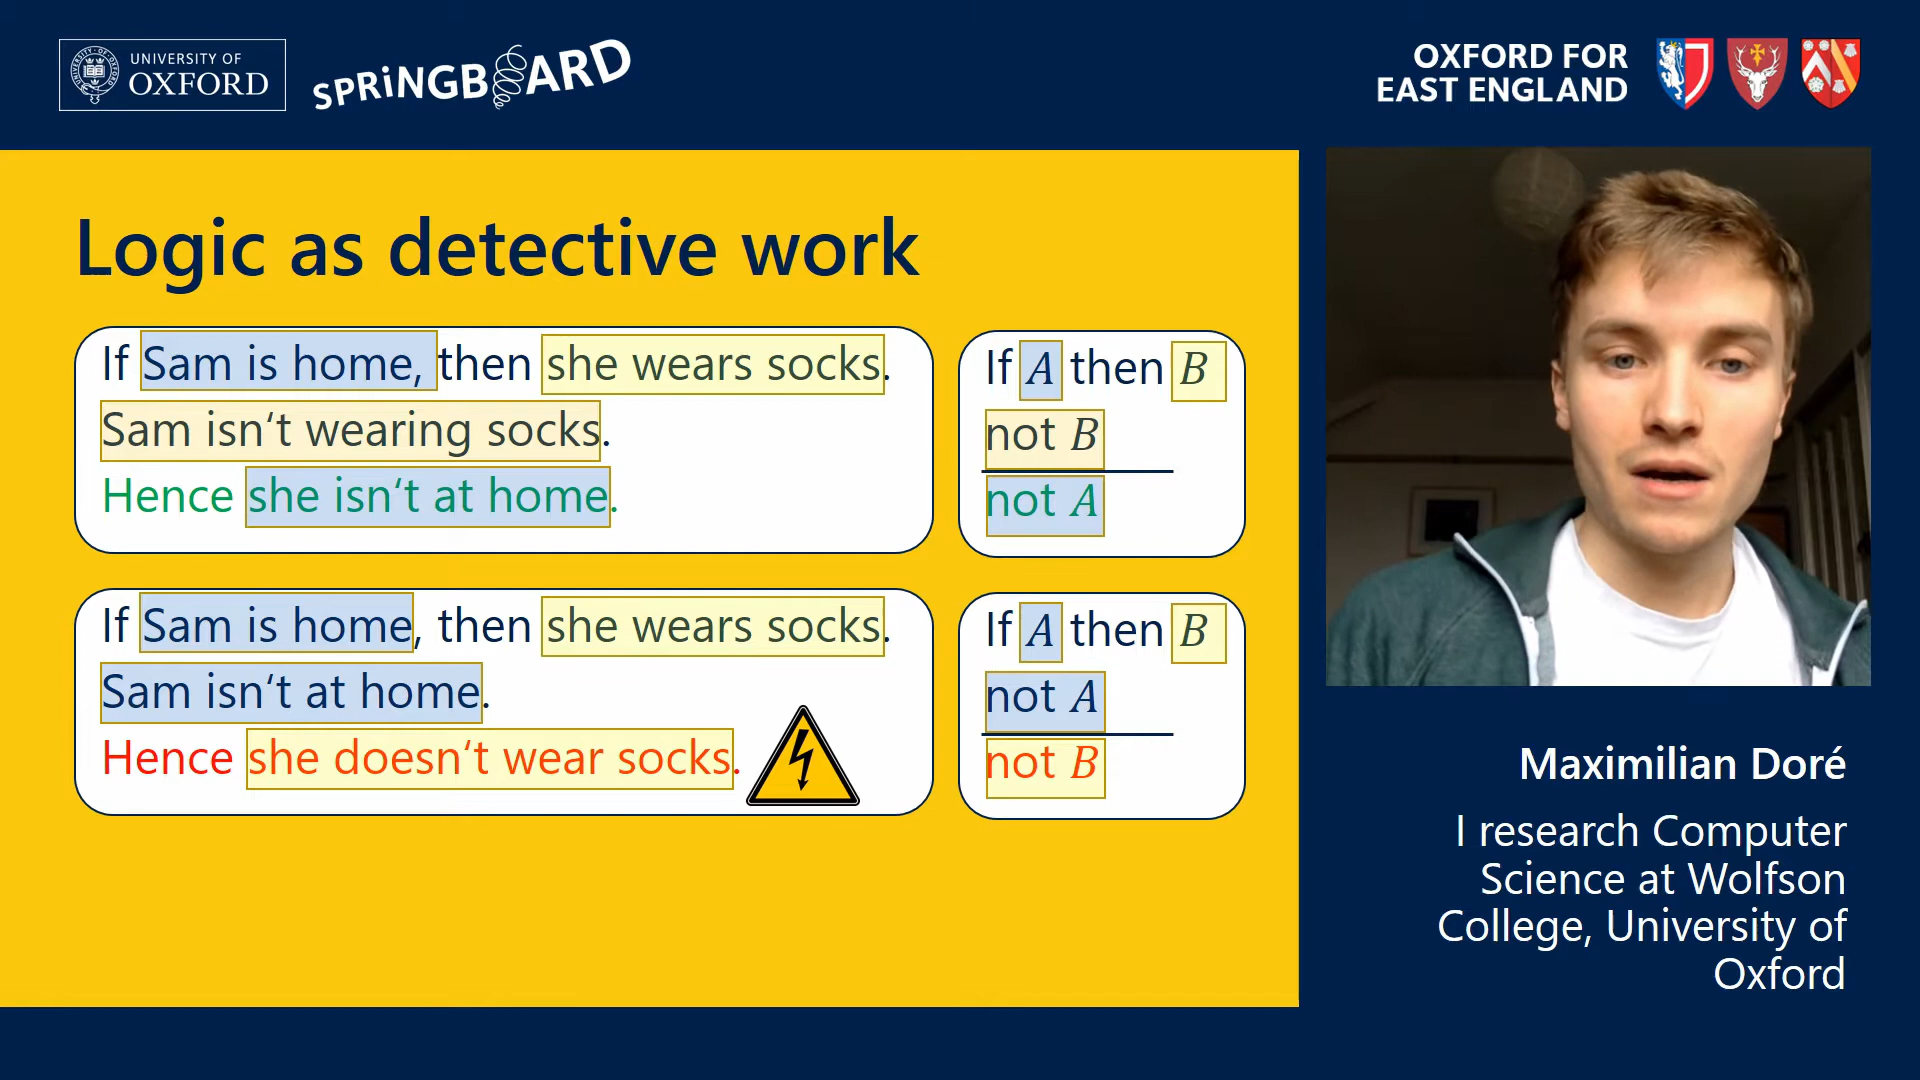 UNIVERSITY OF
OXFORD
SPRiNGBOARD
OXFORD FOR
EAST ENGLAND
Logic as detective work
If Sam is home, then she wears socks.
Sam isn‘t wearing socks.
Hence she isn‘t at home.
If A then B
not B
not A
If Sam is home, then she wears socks.
Sam isn‘t at home.
Hence she doesn‘t wear socks.
If A then B
not A
not B
Maximilian Doré
I research Computer
Science at Wolfson
College, University of
Oxford